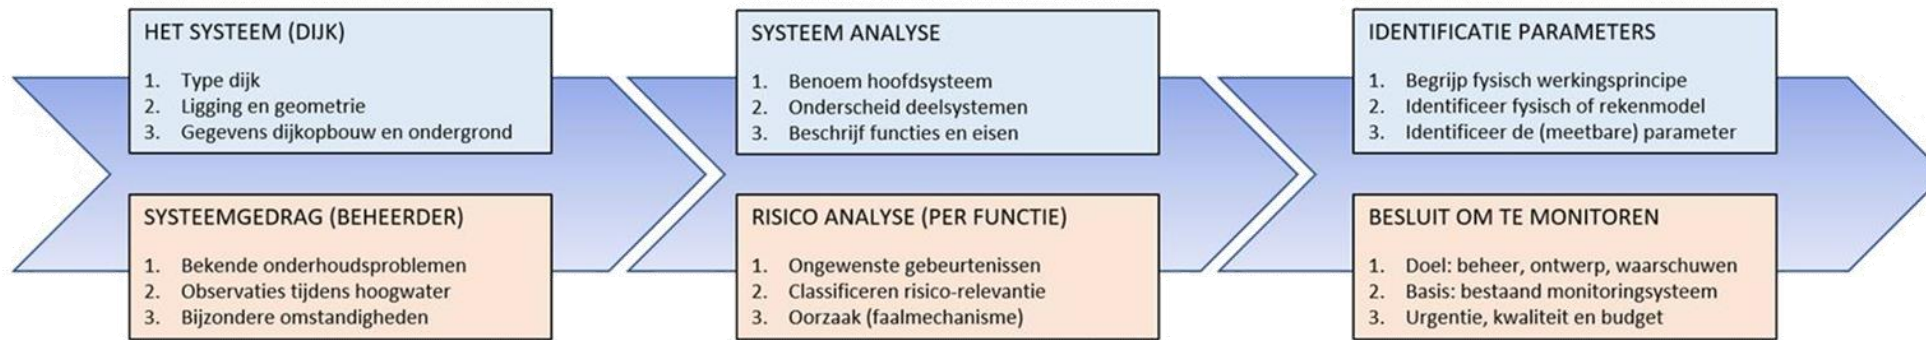 HET SYSTEEM (DIJK)
1. Type dijk
2. Ligging en geometrie
3. Gegevens dijkopbouw en ondergrond
SYSTEEMGEDRAG (BEHEERDER)
1. Bekende onderhoudsproblemen
2. Observaties tijdens hoogwater
3. Bijzondere omstandigheden
SYSTEEM ANALYSE
1. Benoem hoofdsysteem
2. Onderscheid deelsystemen
3. Beschrijf functies en eisen
RISICO ANALYSE (PER FUNCTIE)
1. Ongewenste gebeurtenissen
2. Classificeren risico-relevantie
3. Oorzaak (faalmechanisme)
IDENTIFICATIE PARAMETERS
1. Begrijp fysisch werkingsprincipe
2. Identificeer fysisch of rekenmodel
3. Identificeer de (meetbare) parameter
BESLUIT OM TE MONITOREN
1. Doel: beheer, ontwerp, waarschuwen
2. Basis: bestaand monitoringsysteem
3. Urgentie, kwaliteit en budget